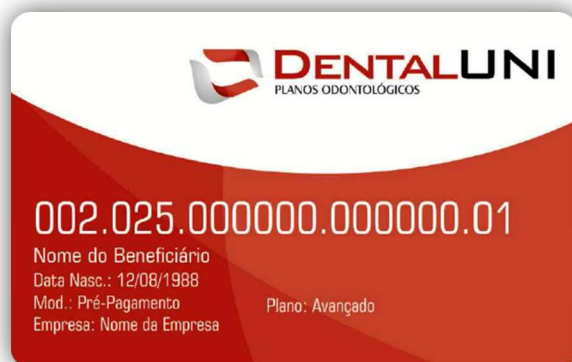 DENTALUNI
PLANOS ODONTOLÓGICOS
002.025.000000.000000.01
Nome do Beneficiário
Data Nasc.: 12/08/1988
Mod.: Pré-Pagamento
Plano: Avançado
Empresa: Nome da Empresa